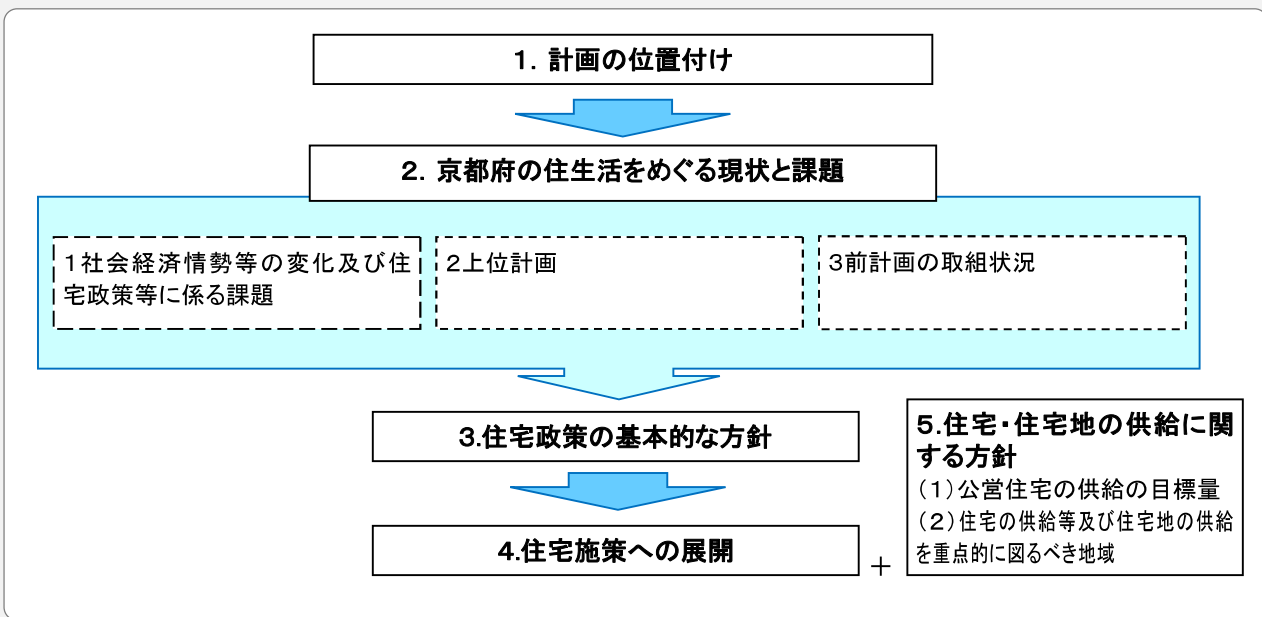 1．計画の位置付け
2．京都府の住生活をめぐる現状と課題
1社会経済情勢等の変化及び住
宅政策等に係る課題
2上位計画
3前計画の取組状況
3.住宅政策の基本的な方針
4.住宅施策への展開
＋
5.住宅・住宅地の供給に関
する方針
（1）公営住宅の供給の目標量
（2）住宅の供給等及び住宅地の供給
を重点的に図るべき地域